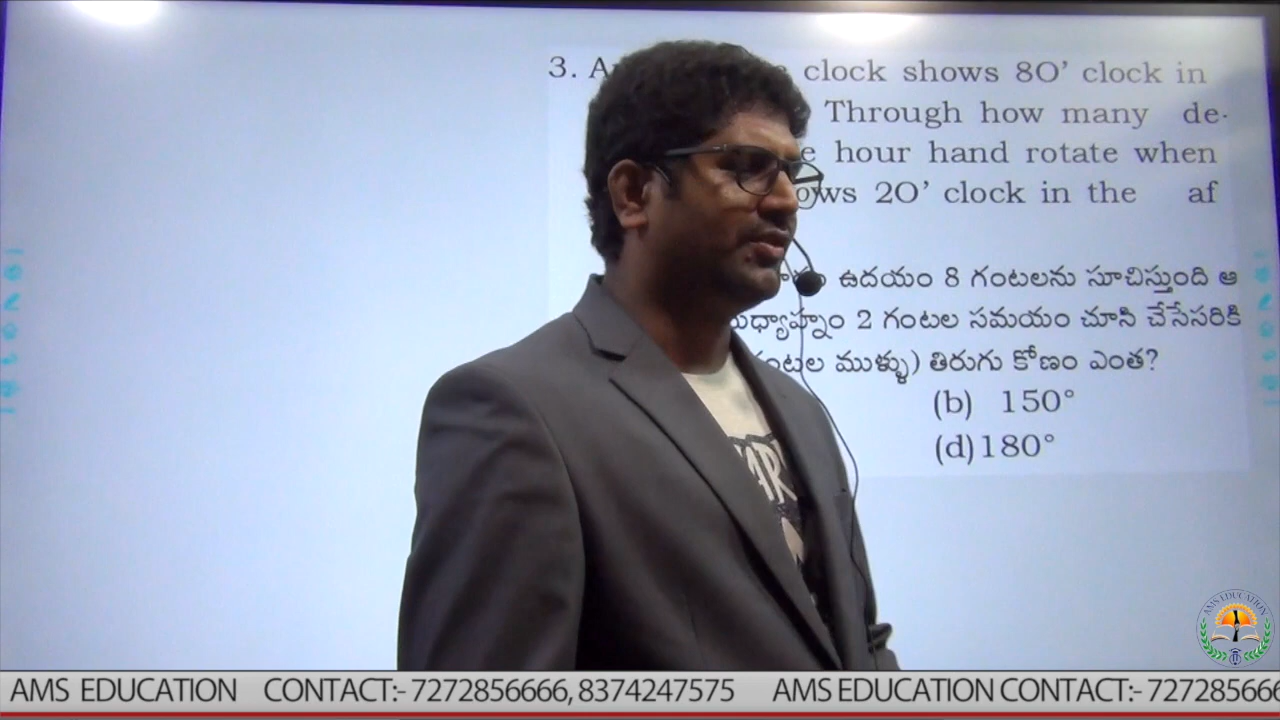 3. A clock shows 8O' clock in
Through how many de-
hour hand rotate when
2O' clock in the af
ఉదయం 8 గంటలను సూచిస్తుంది ఆ
మధ్యాహ్నం 2 గంటల సమయం చూసి చేసేసరికి
ముళ్ళు) తిరుగు కోణం ఎంత?
(b) 150°
(d) 180°
AMS EDUCATION
AMS EDUCATION CONTACT:- 7272856666, 8374247575 AMS EDUCATION CONTACT:- 727285666